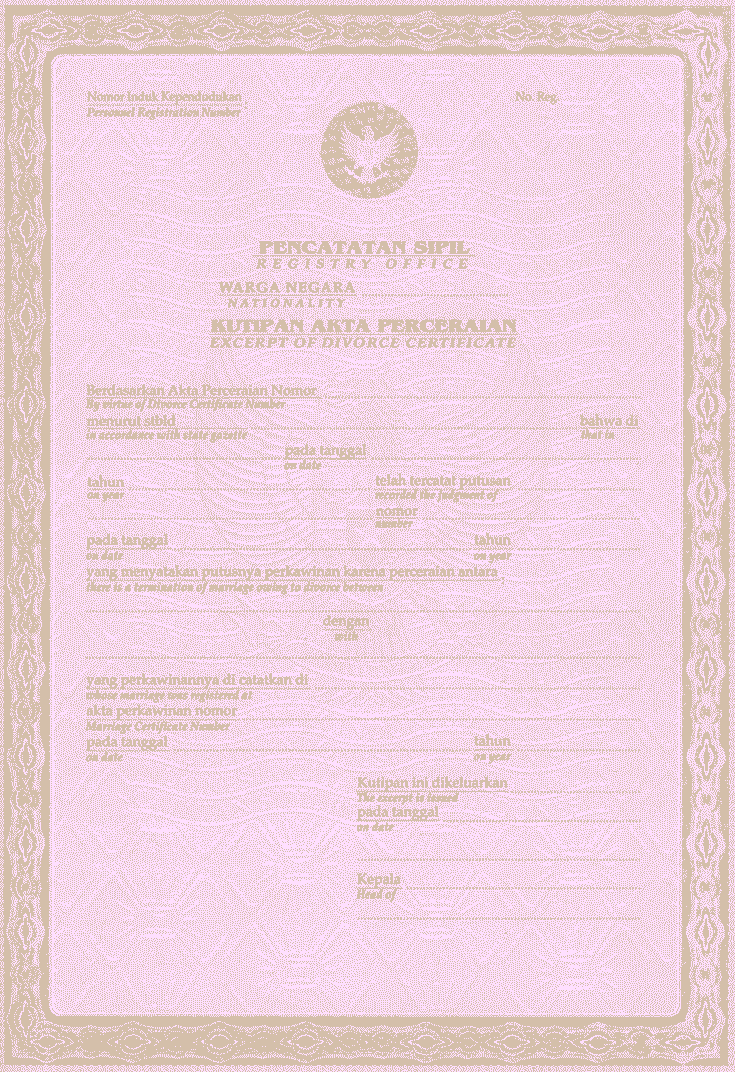 Nomor Induk Kependudukan No. Reg.
Personnel Registration Number
PENCATATAN SIPIL
REGISTRY OFFICE
WARGA NEGARA
NATIONALITY
KUTIPAN AKTA PERCERAIAN
EXCERPT OF DIVORCE CERTIFICATE
Berdasarkan Akta Perceraian Nomor
By virtue of Divorce Certificate Number
menurut stbld bahwa di
in accordance with state gazette that in
pada tanggal
on date
tahun telah tercatat putusan
on year recorded the judgment of
nomor
number
pada tanggal tahun
on date on year
yang menyatakan putusnya perkawinan karena perceraian antara
there is a termination of marriage owing to divorce between
dengan
with
yang perkawinannya di catatkan di
whose marriage was registered at
akta perkawinan nomor
Marriage Certificate Number
pada tanggal tahun
on date on year
Kutipan ini dikeluarkan
The excerpt is issued
pada tanggal
on date
Kepala
Head of